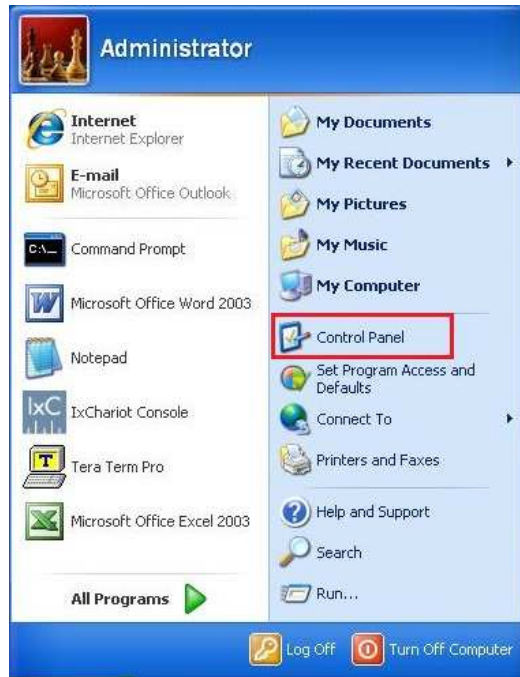 Administrator
Internet
Internet Explorer
E-mail
Microsoft Office Outlook
C:\_
Command Prompt
W
Microsoft Office Word 2003
Notepad
IxC
IxChariot Console
T
Tera Term Pro
X
Microsoft Office Excel 2003
All Programs
My Documents
My Recent Documents
My Pictures
My Music
My Computer
Control Panel
Set Program Access and
Defaults
Connect To
Printers and Faxes
Help and Support
Search
Run...
Log Off
Turn Off Computer